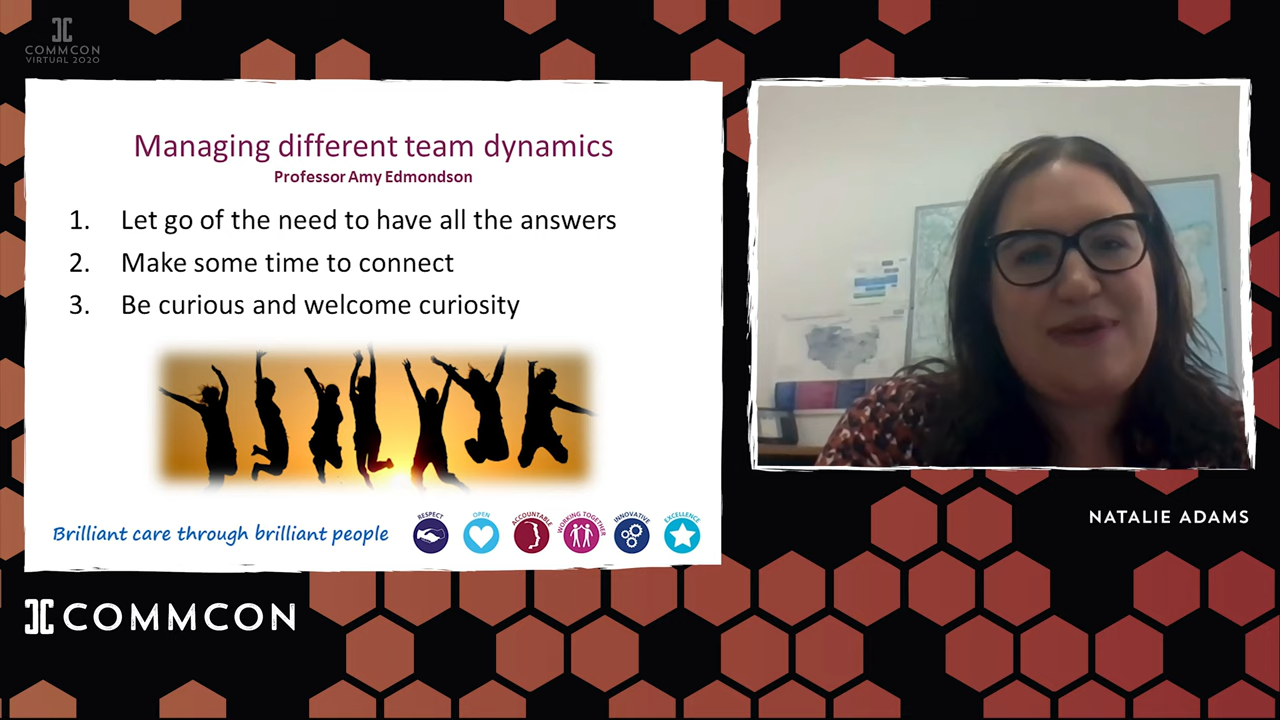 COMMCON
VIRTUAL 2020
Managing different team dynamics
Professor Amy Edmondson
1. Let go of the need to have all the answers
2. Make some time to connect
3. Be curious and welcome curiosity
Brilliant care through brilliant people
RESPECT
OPEN
ACCOUNTABLE
WORKING TOGETHER
INNOVATIVE
EXCELLENCE
NATALIE ADAMS
COMMCON